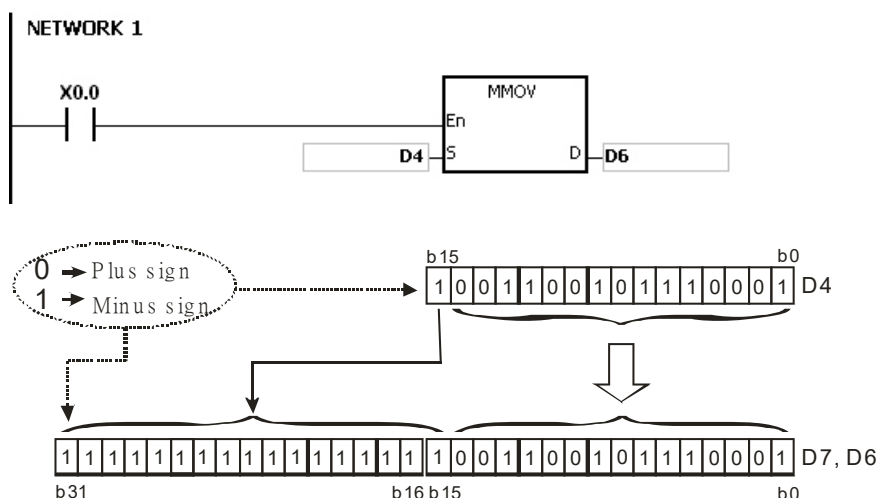 NETWORK 1
X0.0
MMOV
En
D4 S D D6
0 → Plus sign
1 → Minus sign
b15 b0
1 0 0 1 1 0 0 1 0 1 1 1 0 0 0 1 D4
1 1 1 1 1 1 1 1 1 1 1 1 1 1 1 1 1 0 0 1 1 0 0 1 0 1 1 1 0 0 0 1 D7, D6
b31 b16 b15 b0